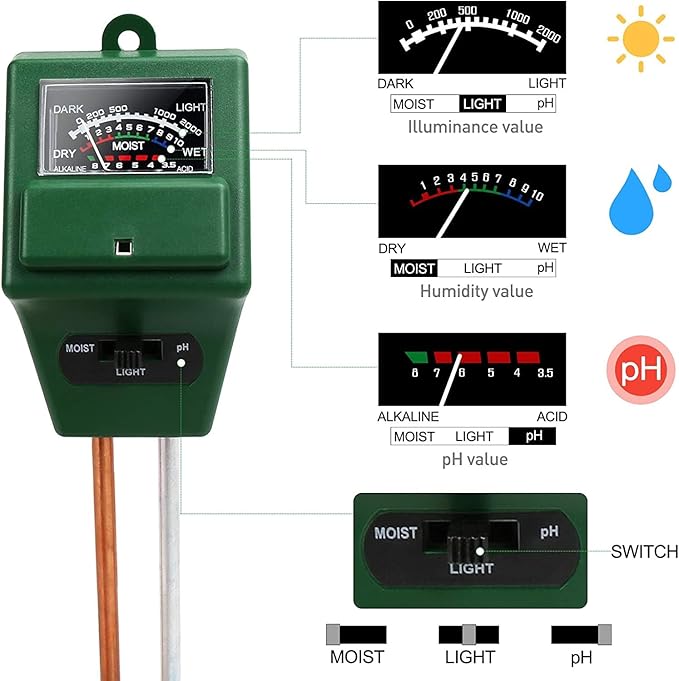 DARK LIGHT
0 200 500 1000 2000
1 2 3 4 5 6 7 8 9 10
DRY MOIST WET
8 7 6 5 4 3.5
ALKALINE ACID
MOIST pH
LIGHT
0 200 500 1000 2000
DARK LIGHT
MOIST LIGHT pH
Illuminance value
1 2 3 4 5 6 7 8 9 10
DRY WET
MOIST LIGHT pH
Humidity value
8 7 6 5 4 3.5
ALKALINE ACID
MOIST LIGHT pH
pH value
pH
MOIST pH
LIGHT
SWITCH
MOIST LIGHT pH